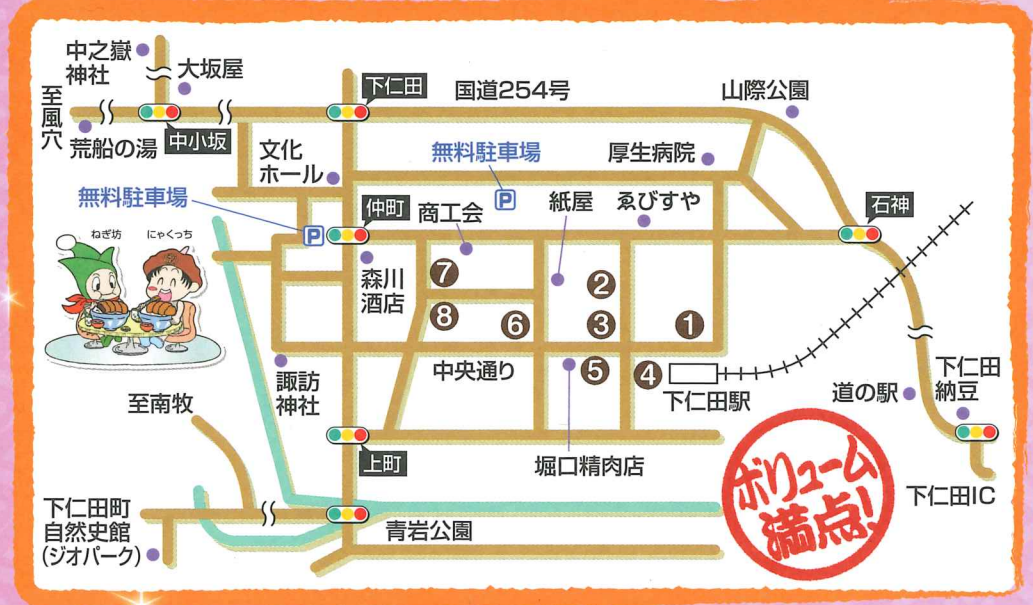 中之嶽
神社
大坂屋
至風穴
荒船の湯
中小坂
下仁田
国道254号
山際公園
文化
ホール
無料駐車場
P
厚生病院
無料駐車場
P
仲町
商工会
紙屋
ゑびすや
石神
ねぎ坊
にゃくっち
森川
酒店
7
2
8
6
3
1
中央通り
5
4
下仁田駅
諏訪
神社
至南牧
道の駅
下仁田
納豆
上町
堀口精肉店
ボリューム
満点!
下仁田IC
下仁田町
自然史館
(ジオパーク)
青岩公園